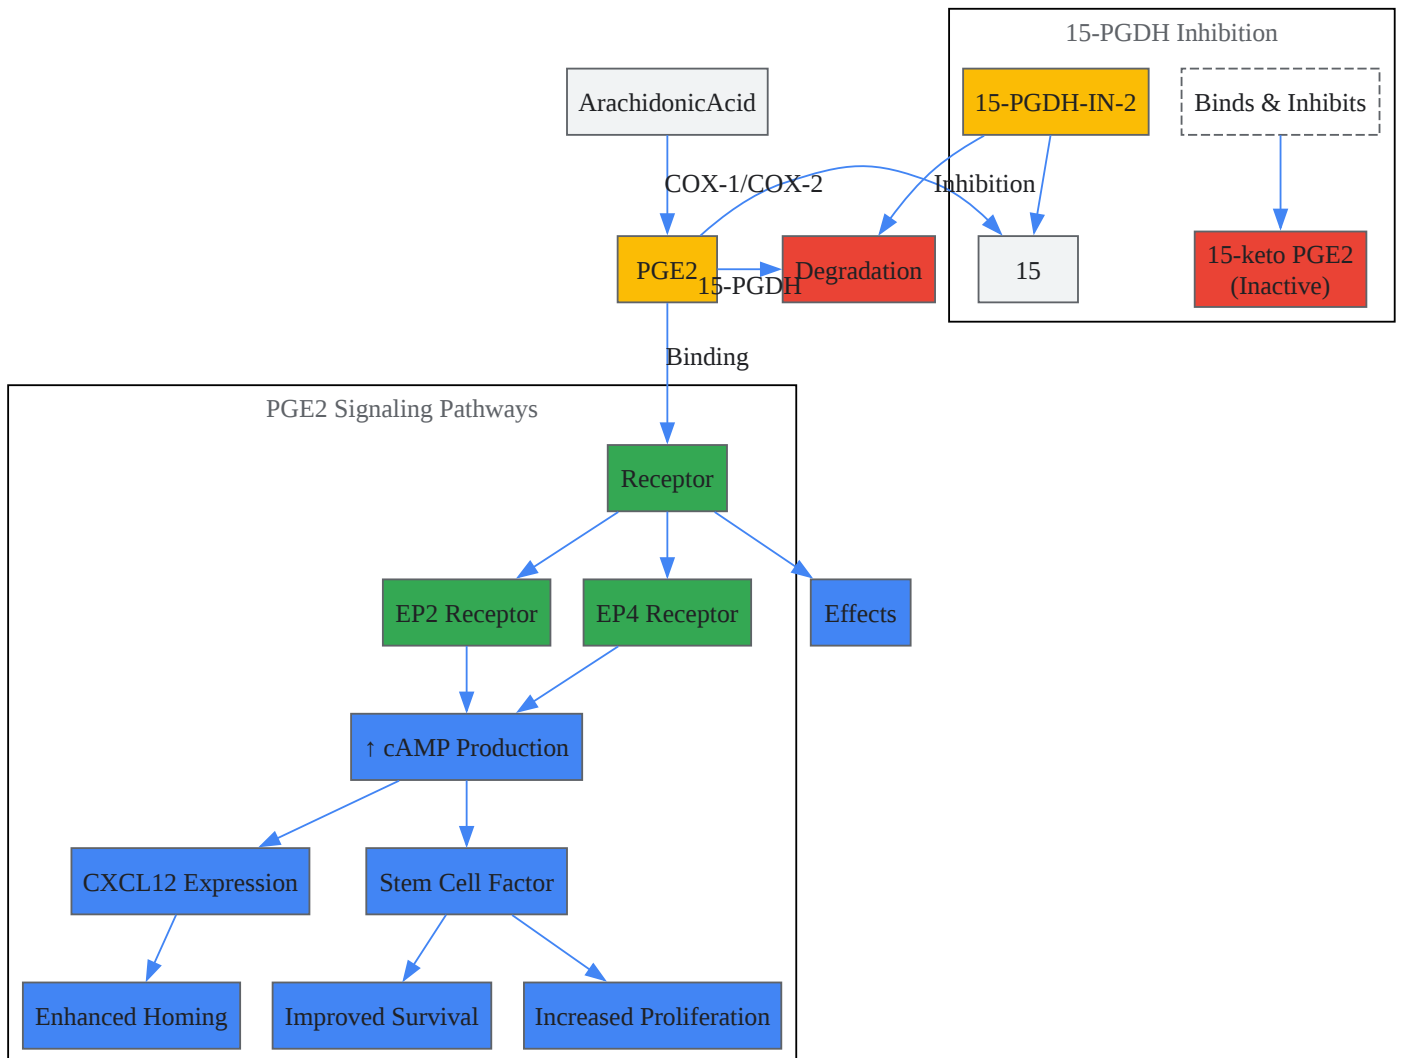 15-PGDH Inhibition
ArachidonicAcid
15-PGDH-IN-2
Binds & Inhibits
COX-1/COX-2
Inhibition
PGE2
15-PGDH
Degradation
15
15-keto PGE2
(Inactive)
Binding
PGE2 Signaling Pathways
Receptor
EP2 Receptor
EP4 Receptor
Effects
↑ cAMP Production
CXCL12 Expression
Stem Cell Factor
Enhanced Homing
Improved Survival
Increased Proliferation